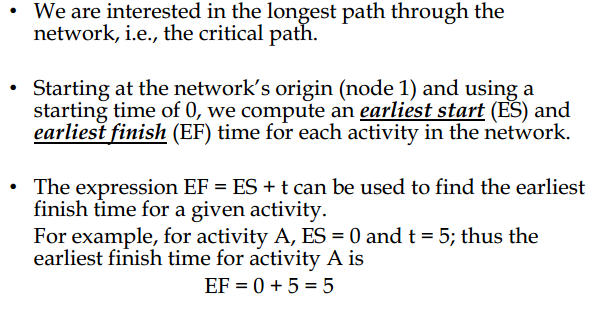 • We are interested in the longest path through the
network, i.e., the critical path.
• Starting at the network's origin (node 1) and using a
starting time of 0, we compute an earliest start (ES) and
earliest finish (EF) time for each activity in the network.
• The expression EF = ES + t can be used to find the earliest
finish time for a given activity.
For example, for activity A, ES = 0 and t = 5; thus the
earliest finish time for activity A is
EF = 0 + 5 = 5